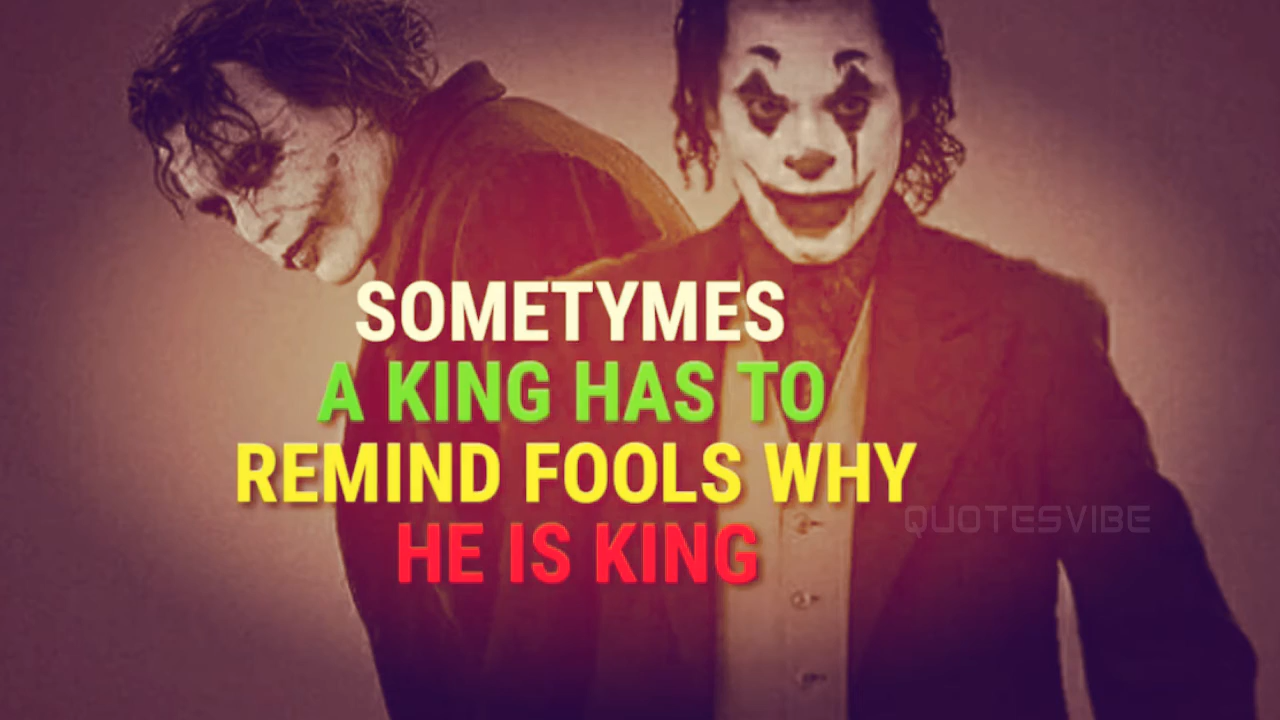 SOMETYMES
A KING HAS TO
REMIND FOOLS WHY
HE IS KING
QUOTESVIBE